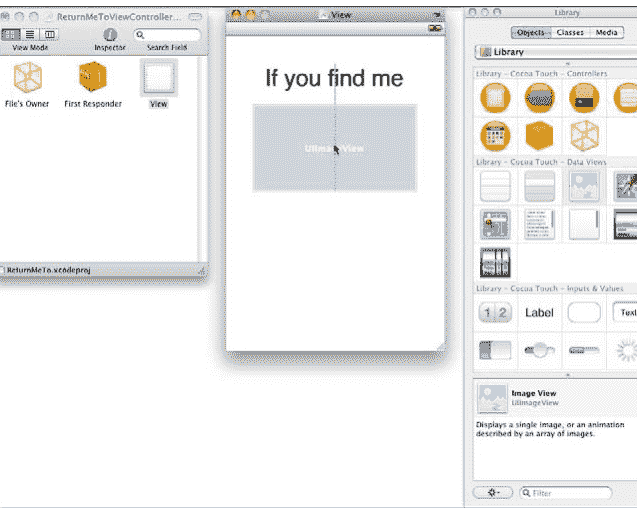 ReturnMeToViewController...
View Mode
Inspector
Search Field
File's Owner
First Responder
View
ReturnMeTo.xcodeproj
View
If you find me
UIImageView
Library
Objects
Classes
Media
Library
Library – Cocoa Touch – Controllers
Library – Cocoa Touch – Data Views
Library – Cocoa Touch – Inputs & Values
1 2
Label
Text
Image View
UIImageView
Displays a single image, or an animation
described by an array of images.
Filter